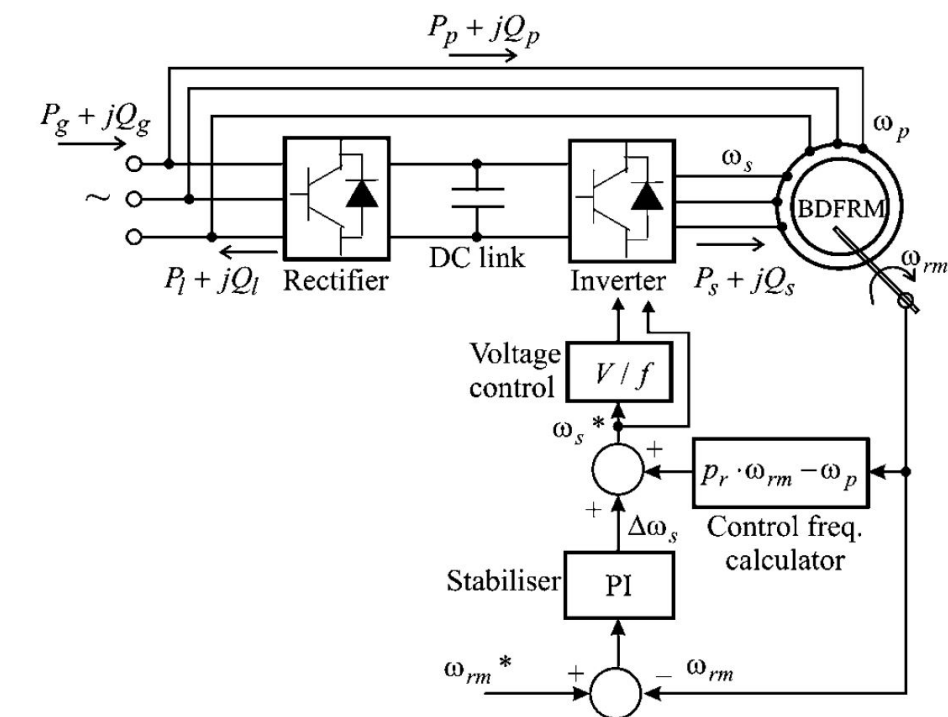 P_p + jQ_p
P_g + jQ_g
ω_p
ω_s
~
BDFRM
DC link
ω_rm
P_l + jQ_l
Rectifier
Inverter
P_s + jQ_s
Voltage
control
V / f
ω_s *
+
p_r · ω_rm − ω_p
+
Δω_s
Control freq.
calculator
Stabiliser
PI
ω_rm *
+
−
ω_rm